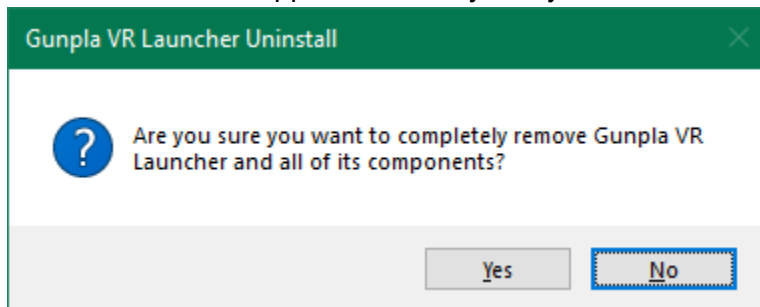 Gunpla VR Launcher Uninstall
Are you sure you want to completely remove Gunpla VR
Launcher and all of its components?
Yes
No